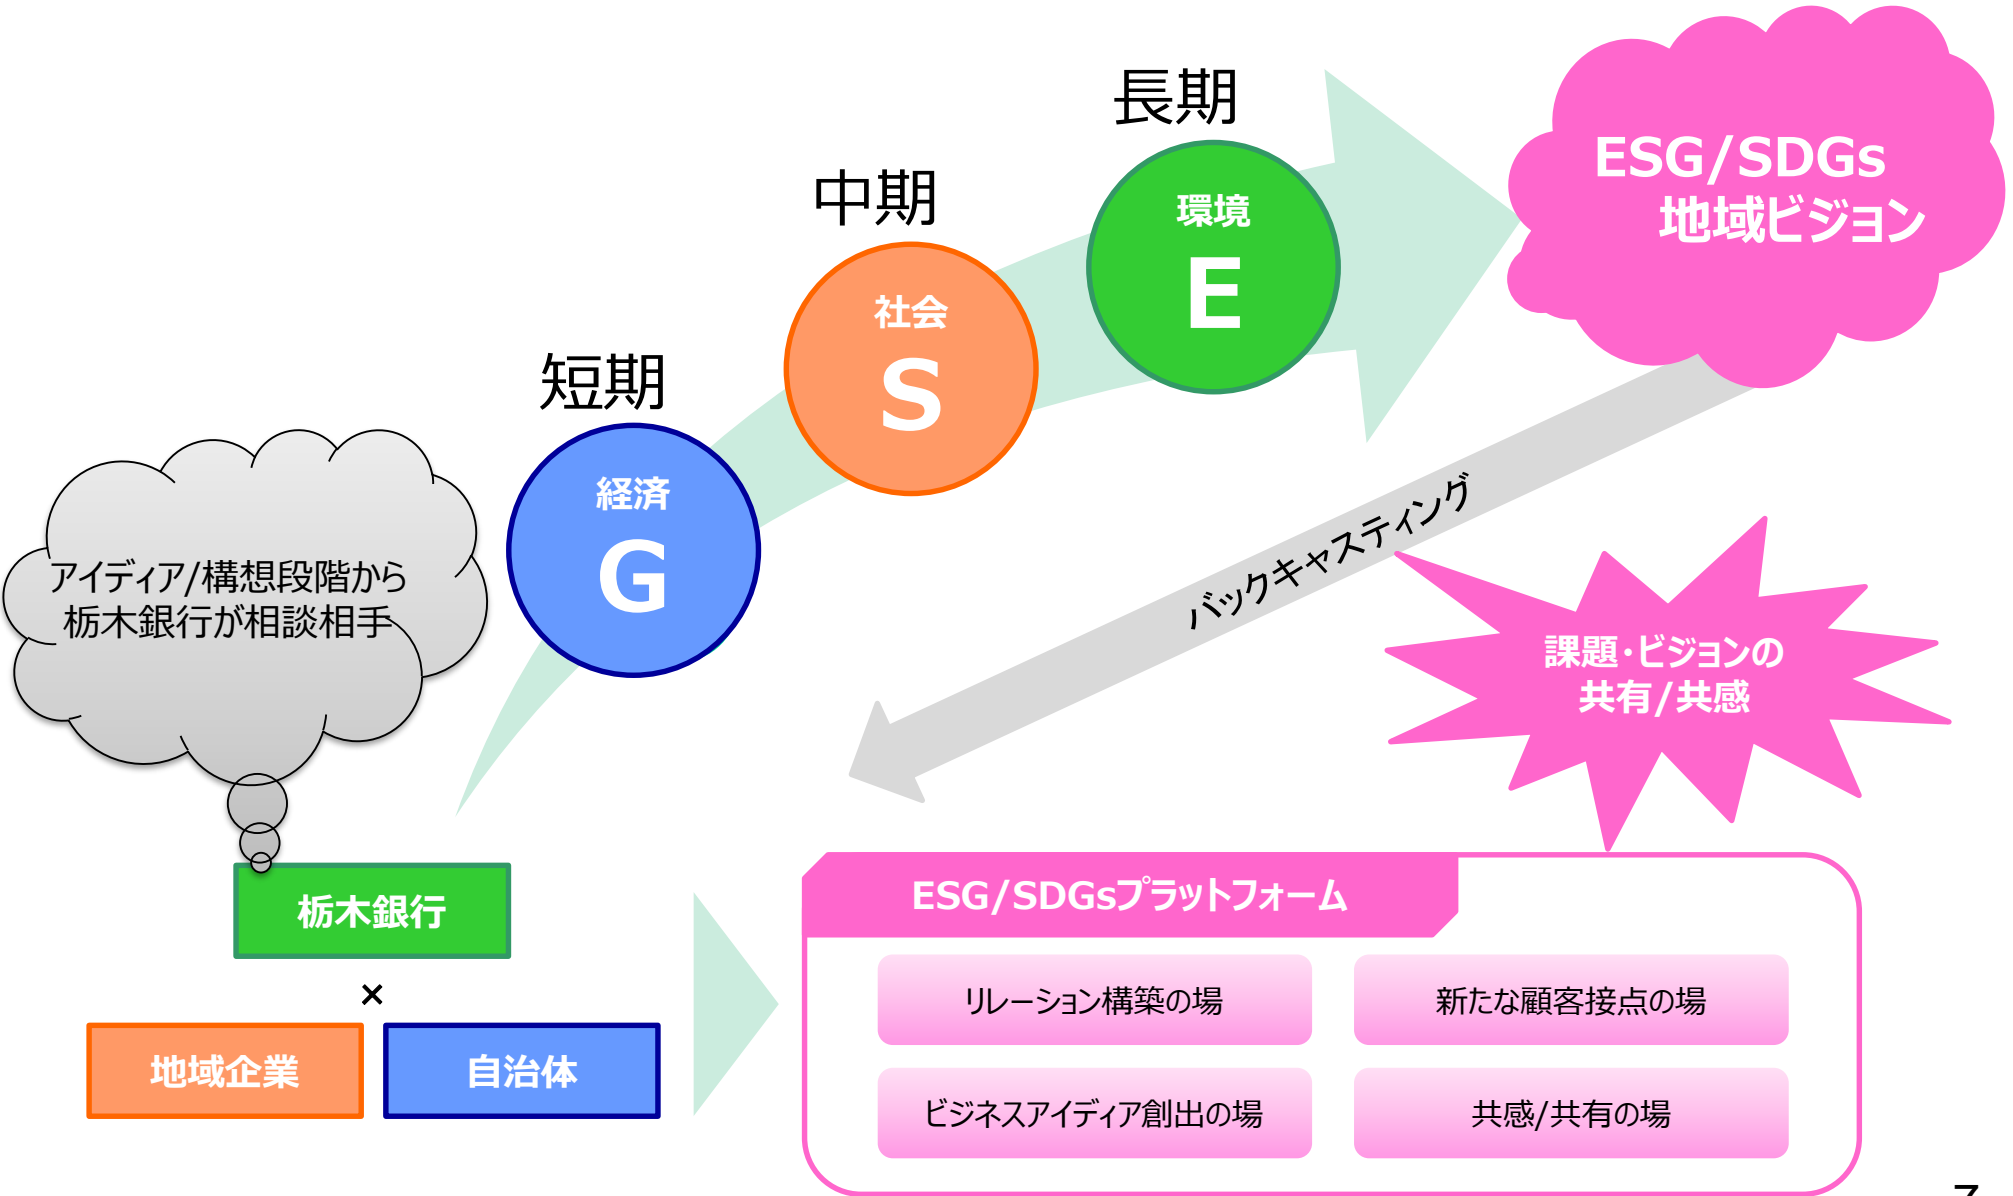 長期
ESG/SDGs
地域ビジョン
環境
E
中期
社会
S
短期
経済
G
アイディア/構想段階から
栃木銀行が相談相手
バックキャスティング
課題・ビジョンの
共有/共感
栃木銀行
×
地域企業
自治体
ESG/SDGsプラットフォーム
リレーション構築の場
新たな顧客接点の場
ビジネスアイディア創出の場
共感/共有の場